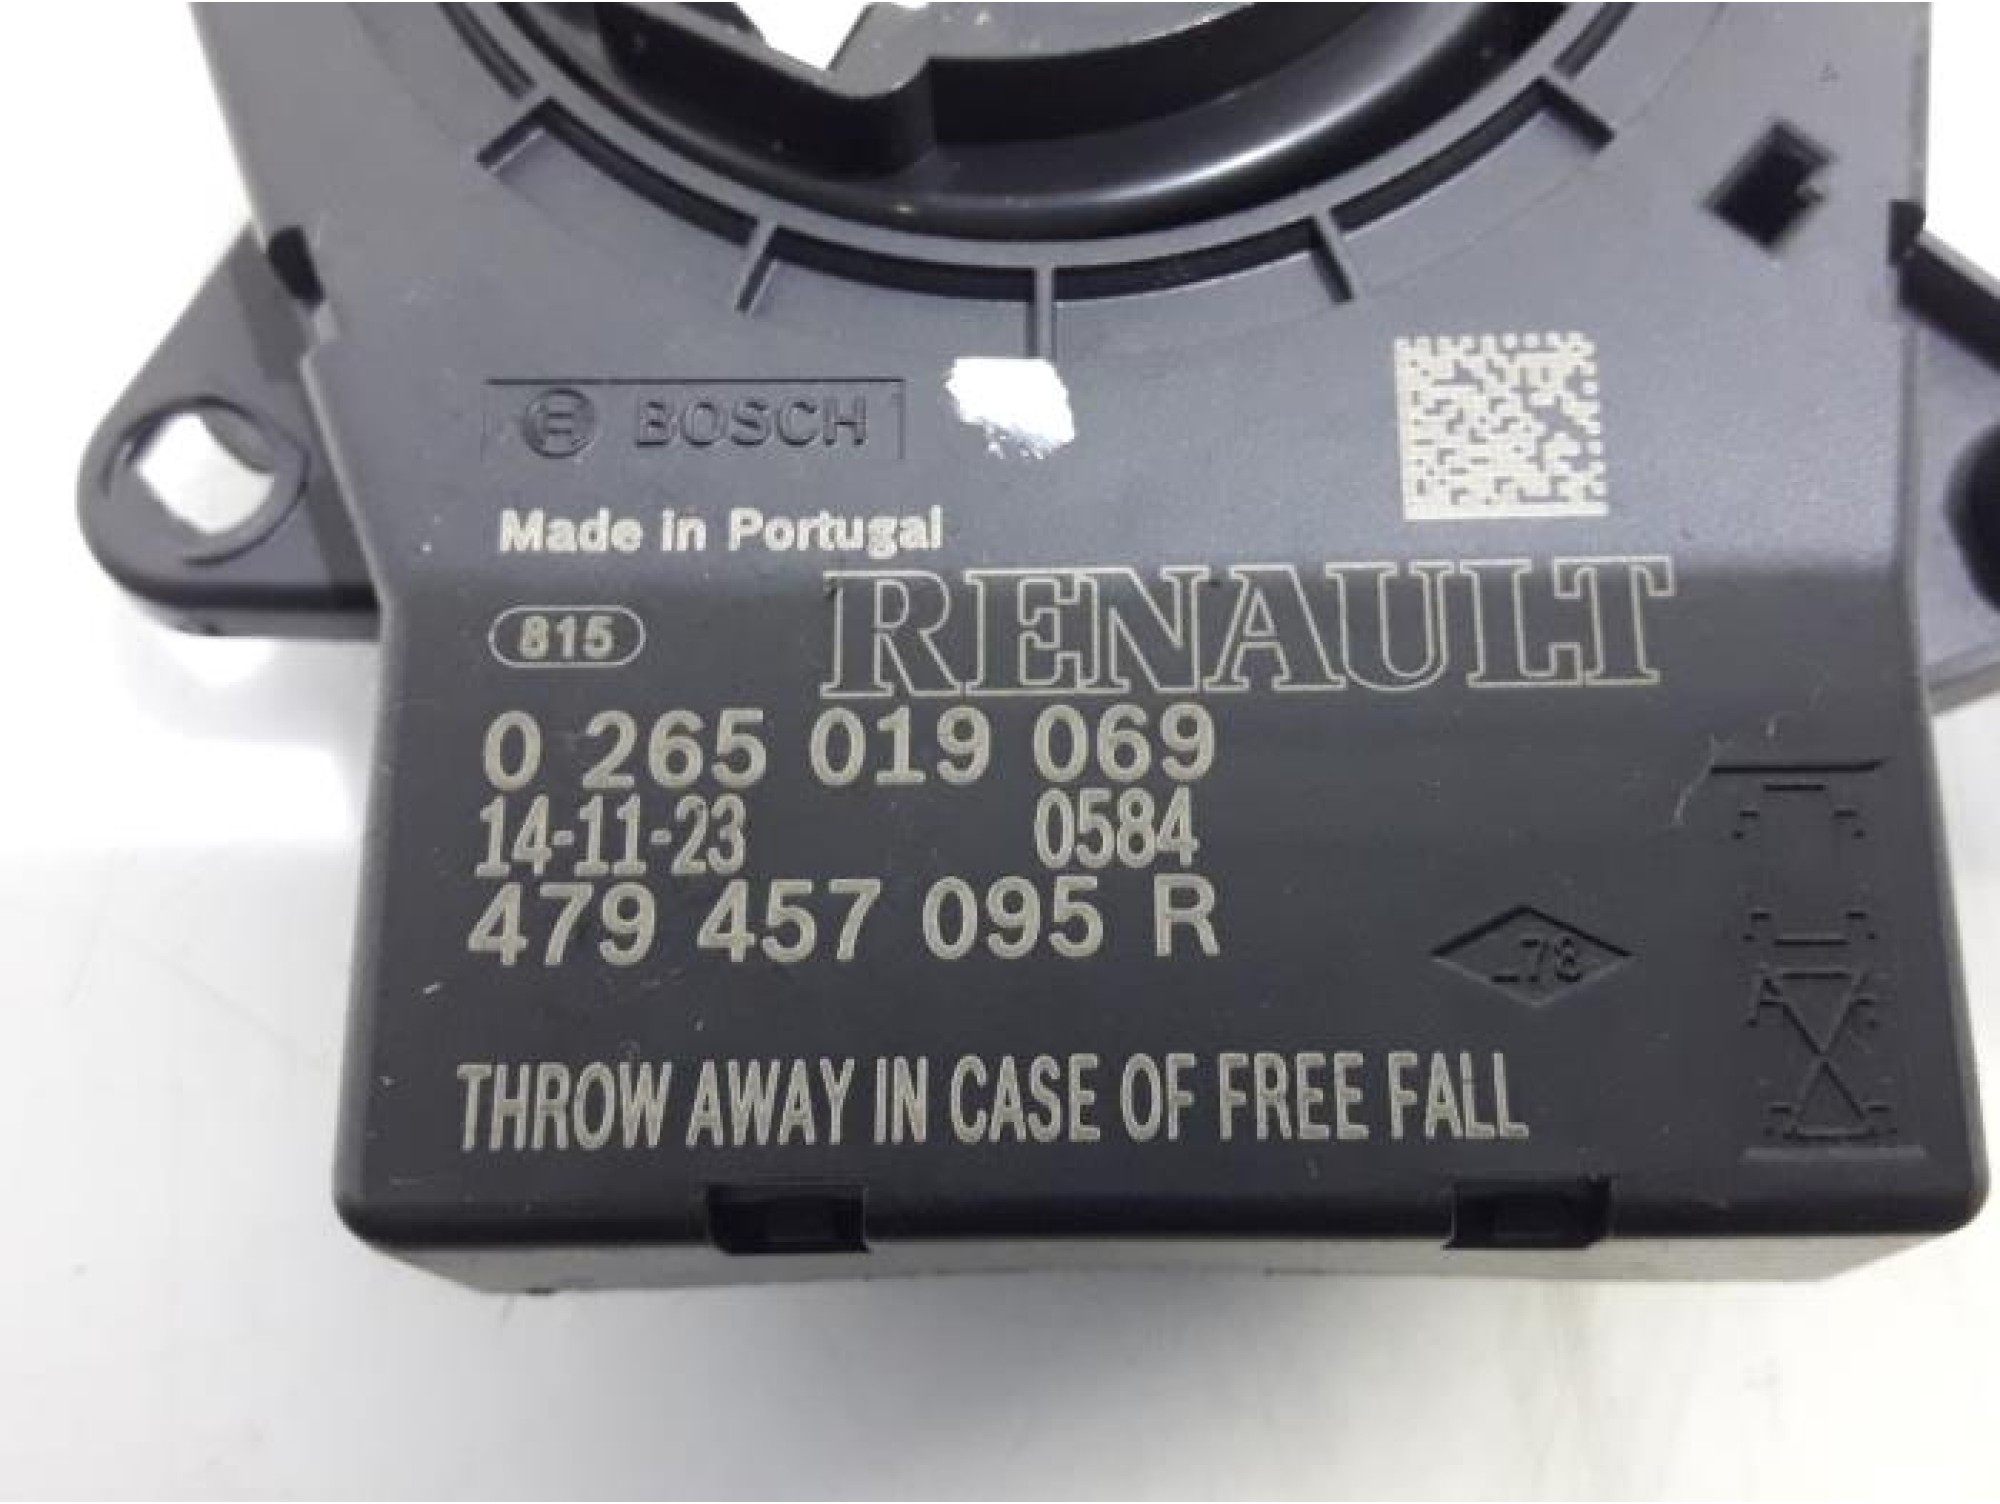 BOSCH
Made in Portugal
815
RENAULT
0 265 019 069
14-11-23 0584
479 457 095 R
_78
THROW AWAY IN CASE OF FREE FALL